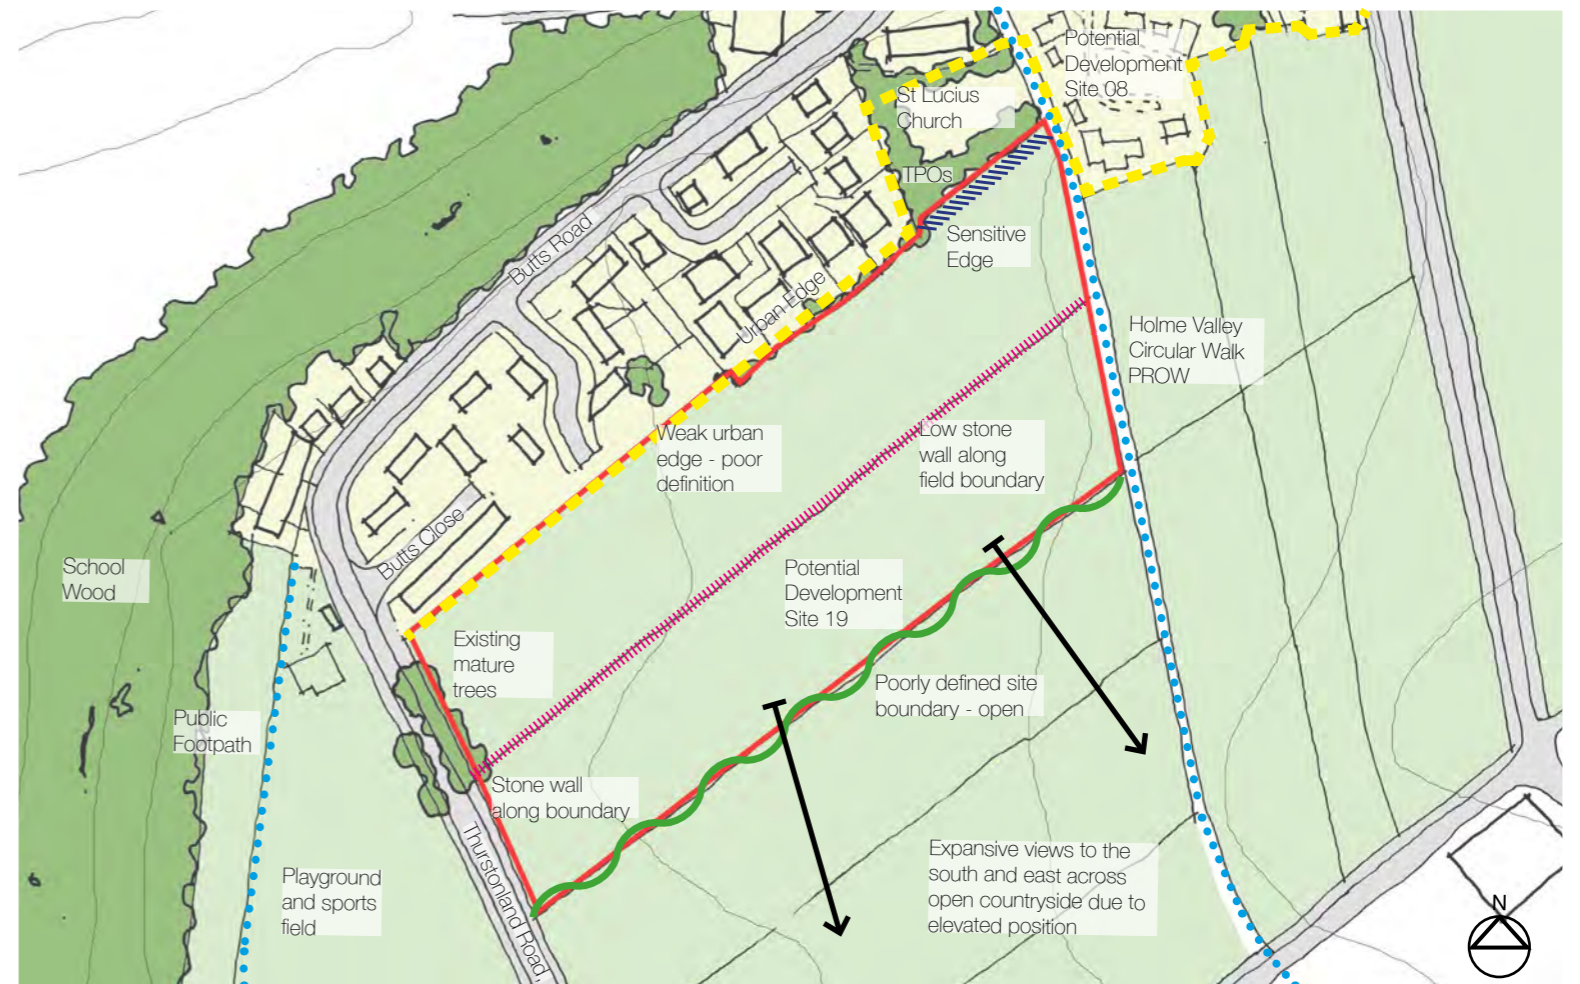 Potential
Development
Site 08
St Lucius
Church
TPOs
Butts Road
Sensitive
Edge
Urban Edge
Holme Valley
Circular Walk
PROW
Weak urban
edge - poor
definition
Low stone
wall along
field boundary
Butts Close
School
Wood
Potential
Development
Site 19
Existing
mature
trees
Poorly defined site
boundary - open
Public
Footpath
Stone wall
along boundary
Thurstonland Road,
Expansive views to the
south and east across
open countryside due to
elevated position
Playground
and sports
field
N